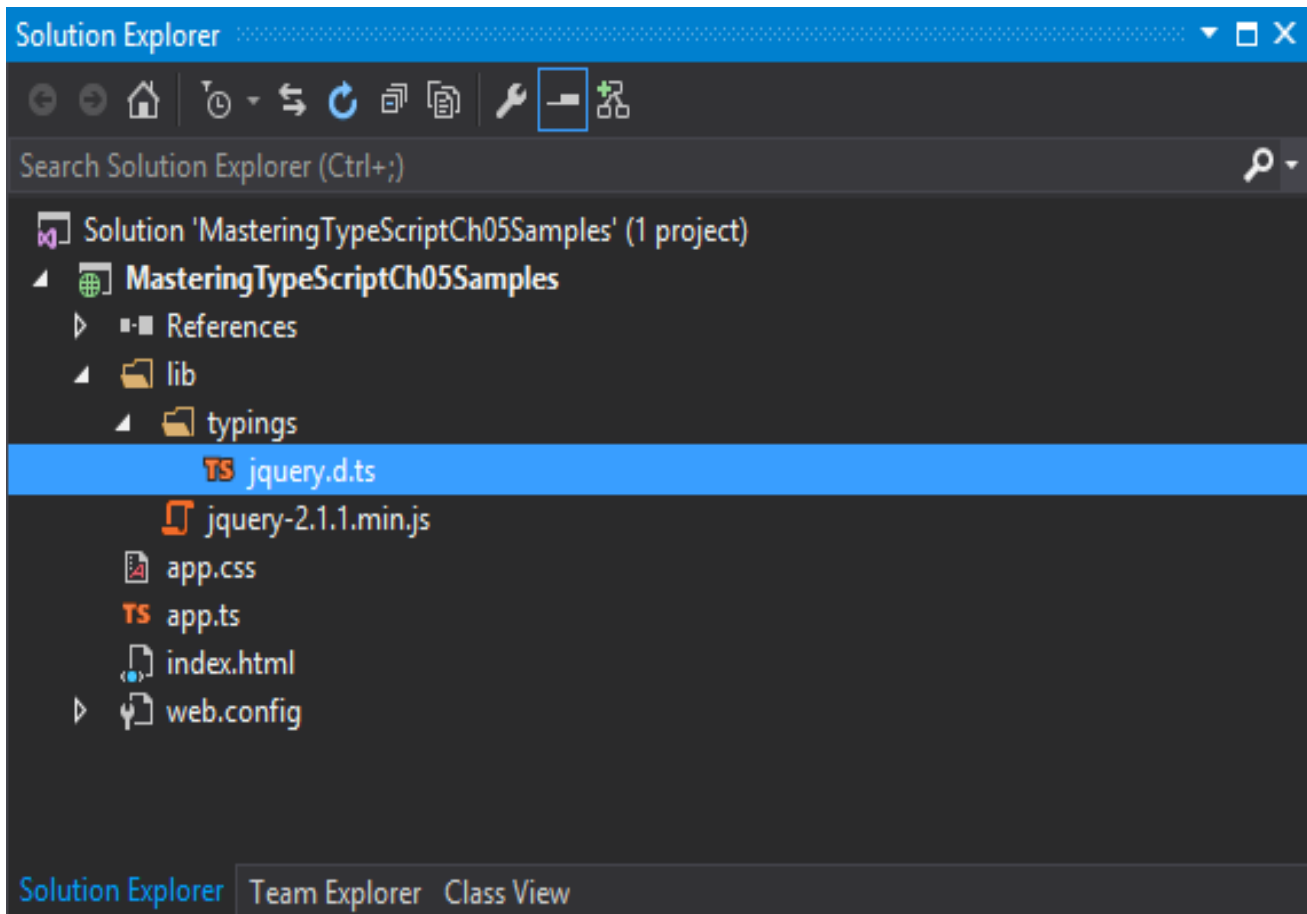 Solution Explorer
Search Solution Explorer (Ctrl+;)
Solution 'MasteringTypeScriptCh05Samples' (1 project)
MasteringTypeScriptCh05Samples
References
lib
typings
TS jquery.d.ts
jquery-2.1.1.min.js
app.css
TS app.ts
index.html
web.config
Solution Explorer Team Explorer Class View